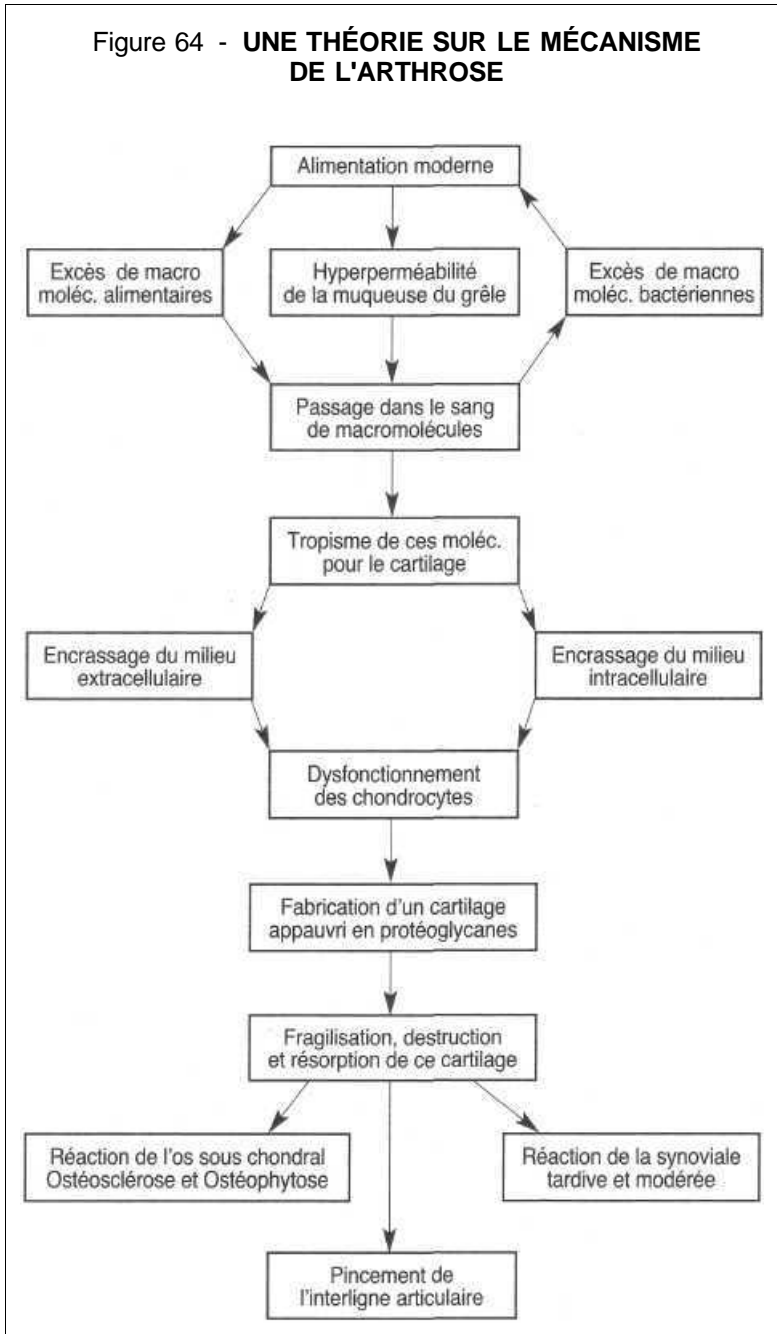 Figure 64 - UNE THÉORIE SUR LE MÉCANISME
DE L'ARTHROSE
Alimentation moderne
Excès de macro
moléc. alimentaires
Hyperperméabilité
de la muqueuse du grêle
Excès de macro
moléc. bactériennes
Passage dans le sang
de macromolécules
Tropisme de ces moléc.
pour le cartilage
Encrassage du milieu
extracellulaire
Encrassage du milieu
intracellulaire
Dysfonctionnement
des chondrocytes
Fabrication d'un cartilage
appauvri en protéoglycanes
Fragilisation, destruction
et résorption de ce cartilage
Réaction de l'os sous chondral
Ostéosclérose et Ostéophytose
Réaction de la synoviale
tardive et modérée
Pincement de
l'interligne articulaire